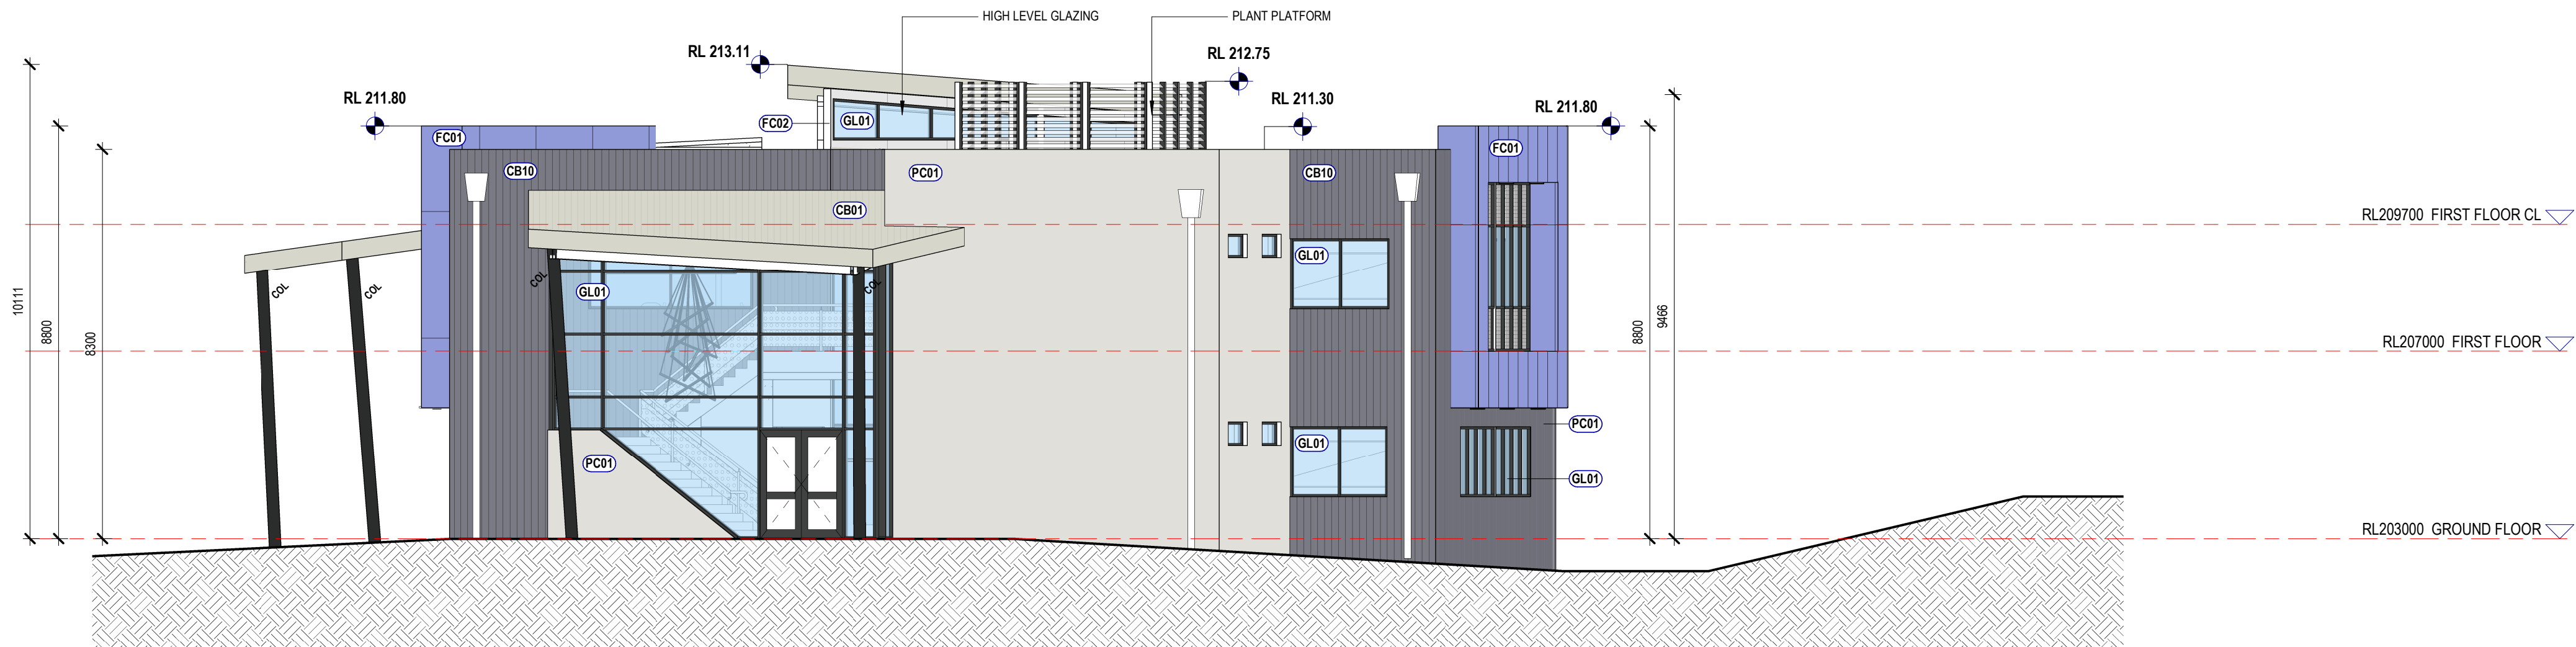 HIGH LEVEL GLAZING
PLANT PLATFORM
RL 213.11
RL 212.75
RL 211.80
RL 211.30
RL 211.80
FC01
FC02
GL01
FC01
CB10
PC01
CB10
CB01
RL209700 FIRST FLOOR CL
GL01
COL
COL
COL
COL
GL01
10111
8800
8300
8800
9466
RL207000 FIRST FLOOR
PC01
GL01
PC01
GL01
RL203000 GROUND FLOOR